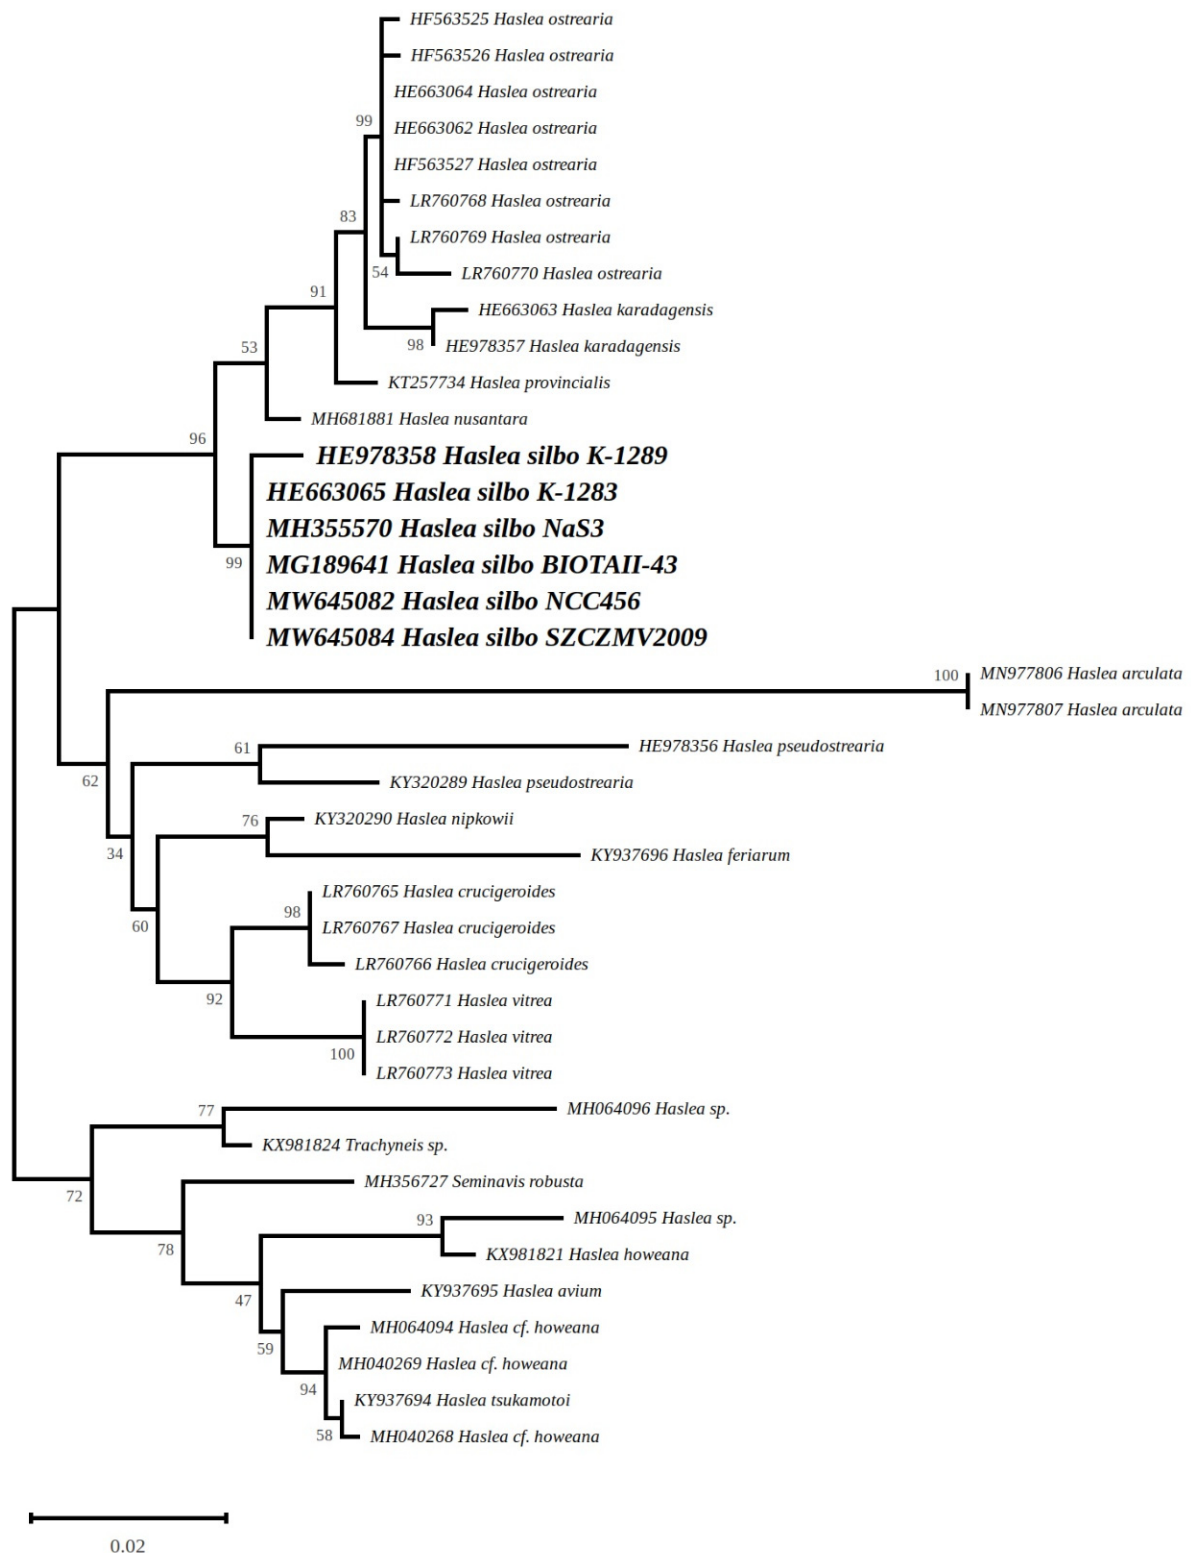 HF563525 Haslea ostrearia
HF563526 Haslea ostrearia
HE663064 Haslea ostrearia
99
HE663062 Haslea ostrearia
HF563527 Haslea ostrearia
LR760768 Haslea ostrearia
83
LR760769 Haslea ostrearia
54
LR760770 Haslea ostrearia
91
HE663063 Haslea karadagensis
98
HE978357 Haslea karadagensis
53
KT257734 Haslea provincialis
MH681881 Haslea nusantara
96
HE978358 Haslea silbo K-1289
HE663065 Haslea silbo K-1283
MH355570 Haslea silbo NaS3
99
MG189641 Haslea silbo BIOTAII-43
MW645082 Haslea silbo NCC456
MW645084 Haslea silbo SZCZMV2009
100
MN977806 Haslea arculata
MN977807 Haslea arculata
61
HE978356 Haslea pseudostrearia
62
KY320289 Haslea pseudostrearia
76
KY320290 Haslea nipkowii
34
KY937696 Haslea feriarum
LR760765 Haslea crucigeroides
98
60
LR760767 Haslea crucigeroides
LR760766 Haslea crucigeroides
92
LR760771 Haslea vitrea
LR760772 Haslea vitrea
100
LR760773 Haslea vitrea
77
MH064096 Haslea sp.
KX981824 Trachyneis sp.
72
MH356727 Seminavis robusta
93
MH064095 Haslea sp.
78
KX981821 Haslea howeana
47
KY937695 Haslea avium
MH064094 Haslea cf. howeana
59
MH040269 Haslea cf. howeana
94
KY937694 Haslea tsukamotoi
58
MH040268 Haslea cf. howeana
0.02